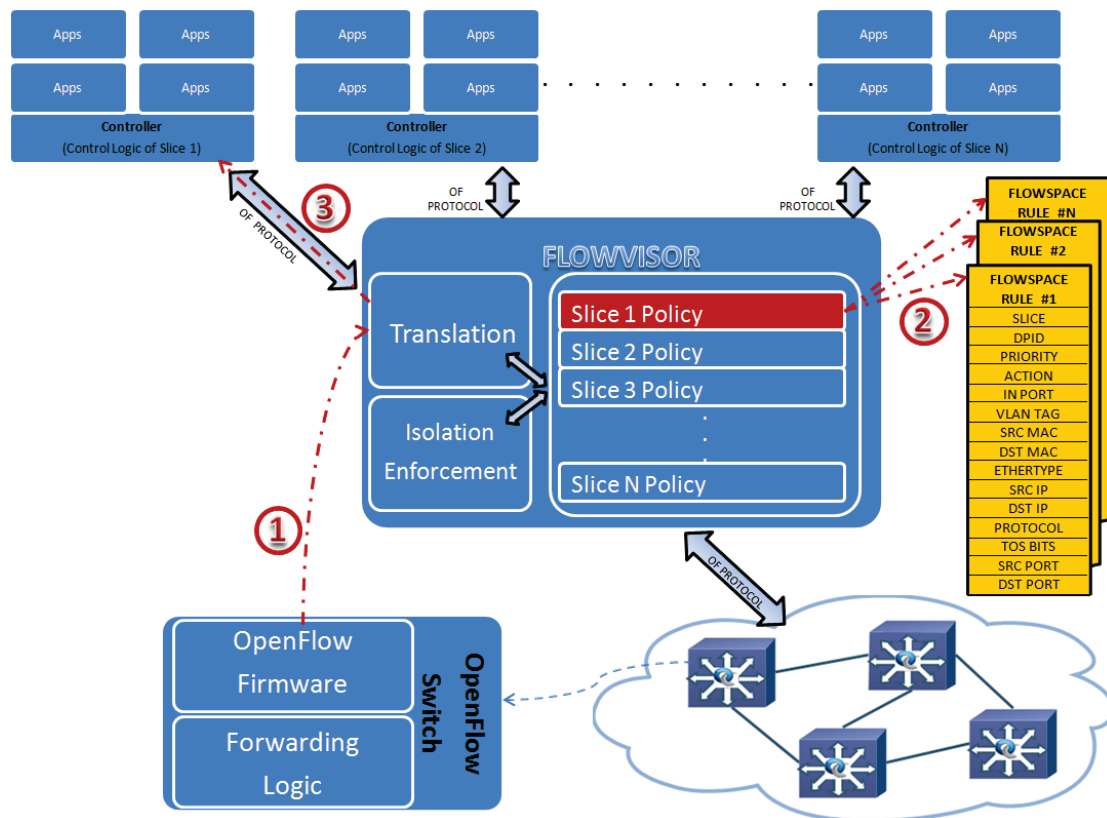 Apps Apps
Apps Apps
Controller
(Control Logic of Slice 1)
Apps Apps
Apps Apps
Controller
(Control Logic of Slice 2)
. . . . . . . . . . .
Apps Apps
Apps Apps
Controller
(Control Logic of Slice N)
3
OF PROTOCOL
OF
PROTOCOL
OF
PROTOCOL
FLOWVISOR
Translation
Isolation
Enforcement
Slice 1 Policy
Slice 2 Policy
Slice 3 Policy
.
.
.
Slice N Policy
2
FLOWSPACE
RULE #N
FLOWSPACE
RULE #2
FLOWSPACE
RULE #1
SLICE
DPID
PRIORITY
ACTION
IN PORT
VLAN TAG
SRC MAC
DST MAC
ETHERTYPE
SRC IP
DST IP
PROTOCOL
TOS BITS
SRC PORT
DST PORT
1
OF PROTOCOL
OpenFlow
Firmware
Forwarding
Logic
OpenFlow
Switch